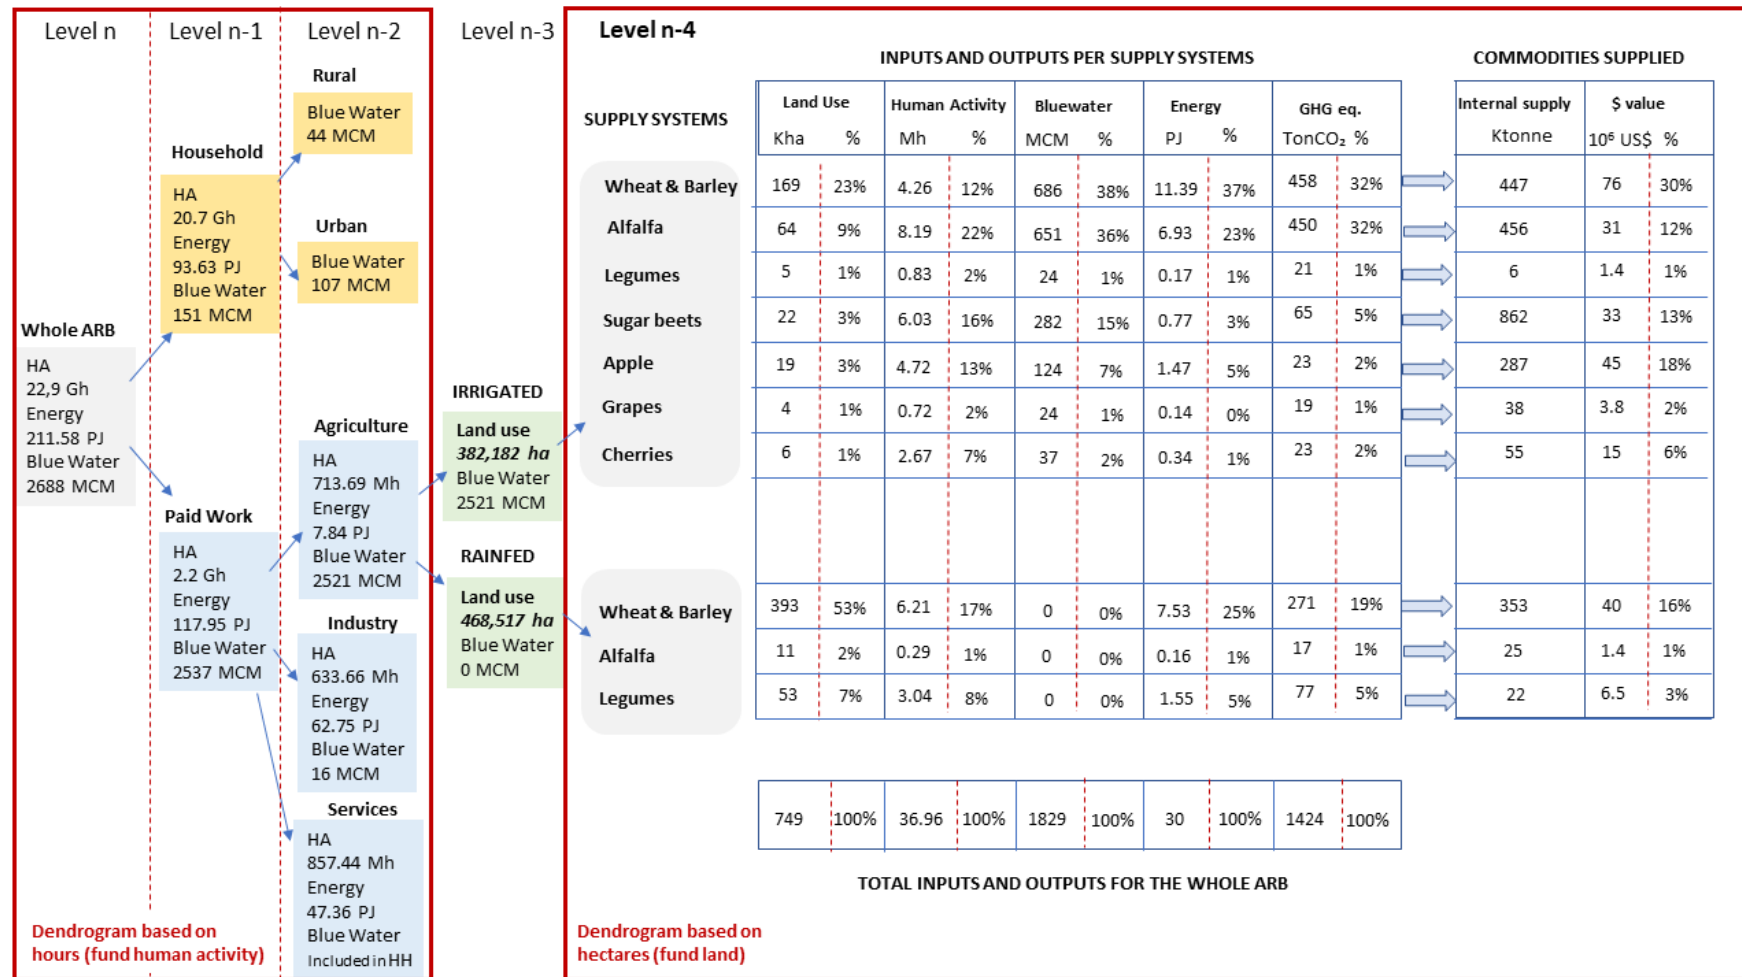 Level n
Level n-1
Level n-2
Level n-3
Level n-4
Whole ARB
HA
22,9 Gh
Energy
211.58 PJ
Blue Water
2688 MCM
Household
HA
20.7 Gh
Energy
93.63 PJ
Blue Water
151 MCM
Paid Work
HA
2.2 Gh
Energy
117.95 PJ
Blue Water
2537 MCM
Rural
Blue Water
44 MCM
Urban
Blue Water
107 MCM
Agriculture
HA
713.69 Mh
Energy
7.84 PJ
Blue Water
2521 MCM
Industry
HA
633.66 Mh
Energy
62.75 PJ
Blue Water
16 MCM
Services
HA
857.44 Mh
Energy
47.36 PJ
Blue Water
Included in HH
IRRIGATED
Land use
382,182 ha
Blue Water
2521 MCM
RAINFED
Land use
468,517 ha
Blue Water
0 MCM
Dendrogram based on
hours (fund human activity)
INPUTS AND OUTPUTS PER SUPPLY SYSTEMS COMMODITIES SUPPLIED
SUPPLY SYSTEMS
Land Use Human Activity Bluewater Energy GHG eq. Internal supply $ value
Kha % Mh % MCM % PJ % TonCO₂ % Ktonne 10⁶ US$ %
Wheat & Barley 169 23% 4.26 12% 686 38% 11.39 37% 458 32% 447 76 30%
Alfalfa 64 9% 8.19 22% 651 36% 6.93 23% 450 32% 456 31 12%
Legumes 5 1% 0.83 2% 24 1% 0.17 1% 21 1% 6 1.4 1%
Sugar beets 22 3% 6.03 16% 282 15% 0.77 3% 65 5% 862 33 13%
Apple 19 3% 4.72 13% 124 7% 1.47 5% 23 2% 287 45 18%
Grapes 4 1% 0.72 2% 24 1% 0.14 0% 19 1% 38 3.8 2%
Cherries 6 1% 2.67 7% 37 2% 0.34 1% 23 2% 55 15 6%
Wheat & Barley 393 53% 6.21 17% 0 0% 7.53 25% 271 19% 353 40 16%
Alfalfa 11 2% 0.29 1% 0 0% 0.16 1% 17 1% 25 1.4 1%
Legumes 53 7% 3.04 8% 0 0% 1.55 5% 77 5% 22 6.5 3%
749 100% 36.96 100% 1829 100% 30 100% 1424 100%
TOTAL INPUTS AND OUTPUTS FOR THE WHOLE ARB
Dendrogram based on
hectares (fund land)